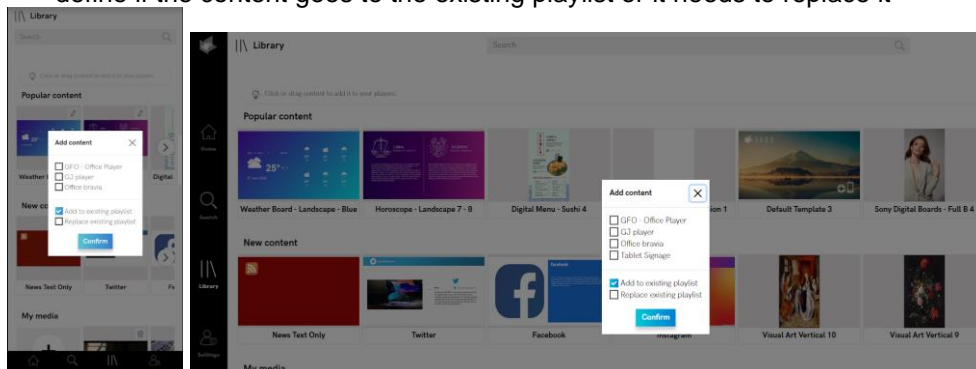 define if the content goes to the existing playlist or it needs to replace it
Library
Search
Click or drag content to add it to your players.
Popular content
25°
Add content
GFO - Office Player
GJ player
Office bravia
Add to existing playlist
Replace existing playlist
Confirm
Digital
News Text Only
Twitter
My media
Library
Search
Click or drag content to add it to your players.
Popular content
25°
Weather Board - Landscape - Blue
Horoscope - Landscape 7 - 8
Digital Menu - Sushi 4
Default Template 3
Sony Digital Boards - Full B 4
Add content
GFO - Office Player
GJ player
Office bravia
Tablet Signage
Add to existing playlist
Replace existing playlist
Confirm
New content
Facebook
News Text Only
Twitter
Facebook
Instagram
Visual Art Vertical 10
Visual Art Vertical 9
My media
Home
Search
Library
Settings